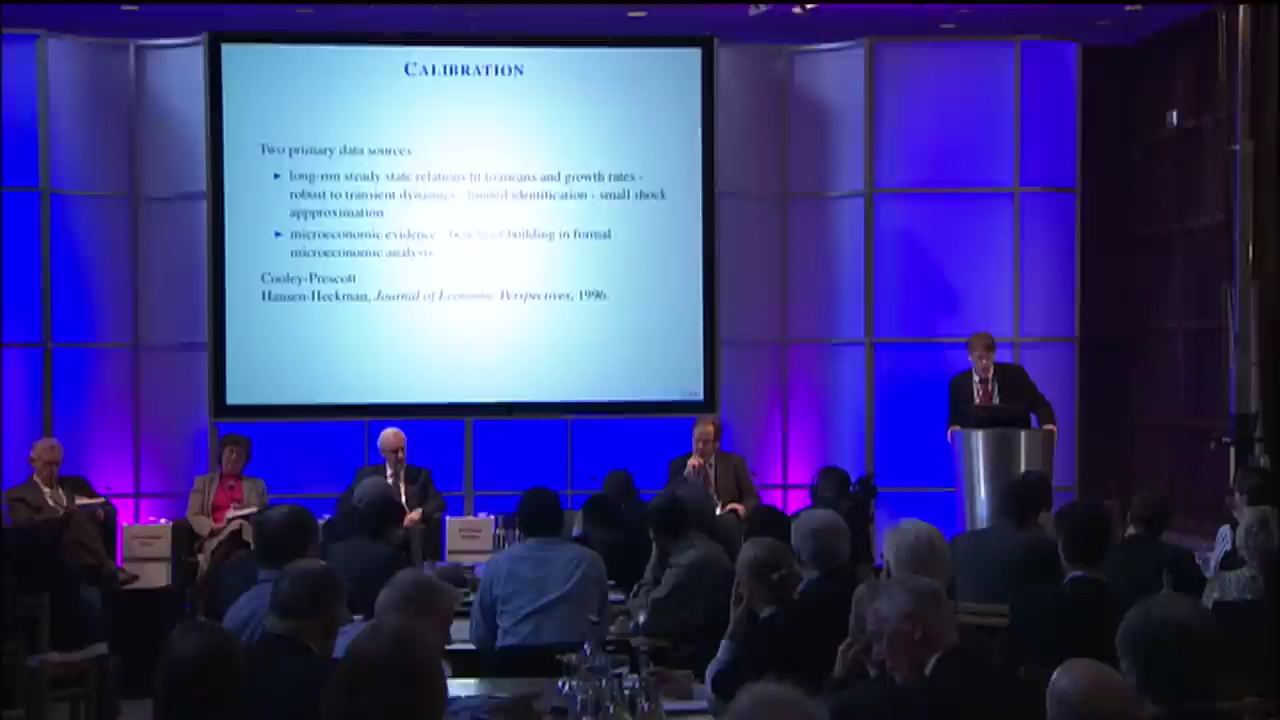 CALIBRATION
Two primary data sources
► long-run steady state relations fit to means and growth rates -
robust to transient dynamics - limited identification - small shock
appproximation
► microeconomic evidence - building in formal
microeconomic analysis
Cooley-Prescott
Hansen-Heckman, Journal of Economic Perspectives, 1996.